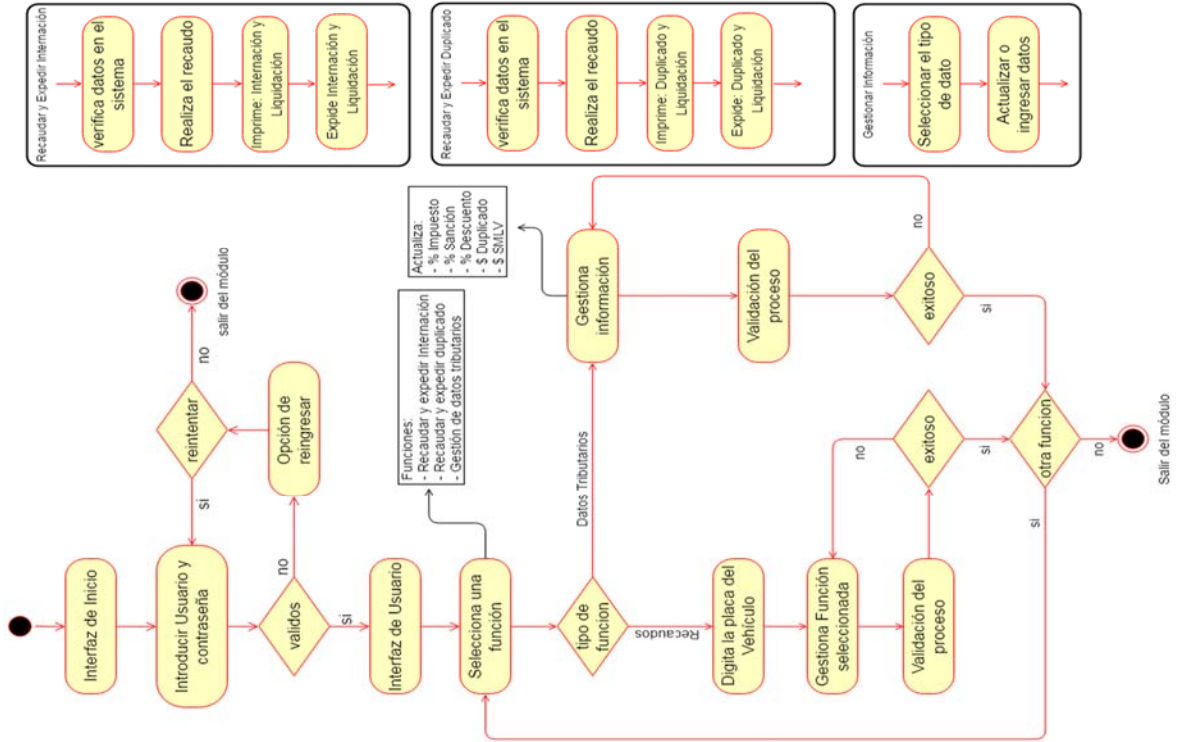 Interfaz de Inicio
Introducir Usuario y
contraseña
validos
no
si
Opción de
reingresar
reintentar
si
no
salir del módulo
Interfaz de Usuario
Selecciona una
función
Funciones:
- Recaudar y expedir Internación
- Recaudar y expedir duplicado
- Gestión de datos tributarios
tipo de
funcion
Datos Tributarios
Recaudos
Gestiona
información
Actualiza:
- % Impuesto
- % Sanción
- % Descuento
- $ Duplicado
- $ SMLV
Validación del
proceso
exitoso
no
si
Digita la placa del
Vehículo
Gestiona Función
seleccionada
Validación del
proceso
exitoso
no
si
otra funcion
si
no
Salir del módulo
Recaudar y Expedir Internación
verifica datos en el
sistema
Realiza el recaudo
Imprime: Internación y
Liquidación
Expide Internación y
Liquidación
Recaudar y Expedir Duplicado
verifica datos en el
sistema
Realiza el recaudo
Imprime: Duplicado y
Liquidación
Expide: Duplicado y
Liquidación
Gestionar Información
Seleccionar el tipo
de dato
Actualizar o
ingresar datos